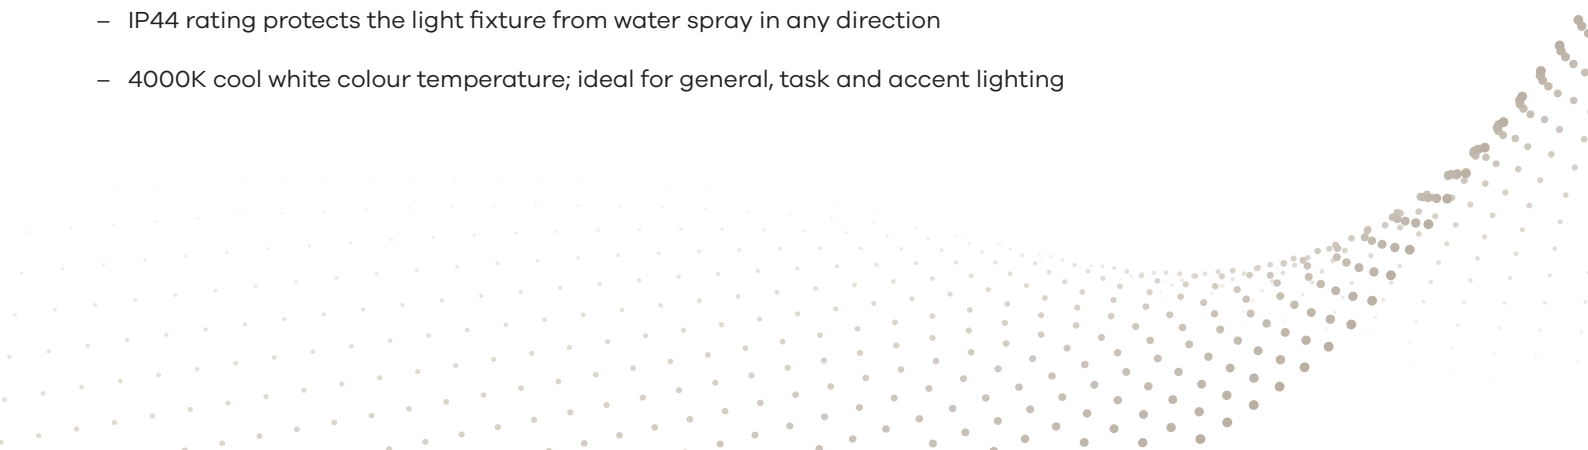 – IP44 rating protects the light fixture from water spray in any direction
– 4000K cool white colour temperature; ideal for general, task and accent lighting